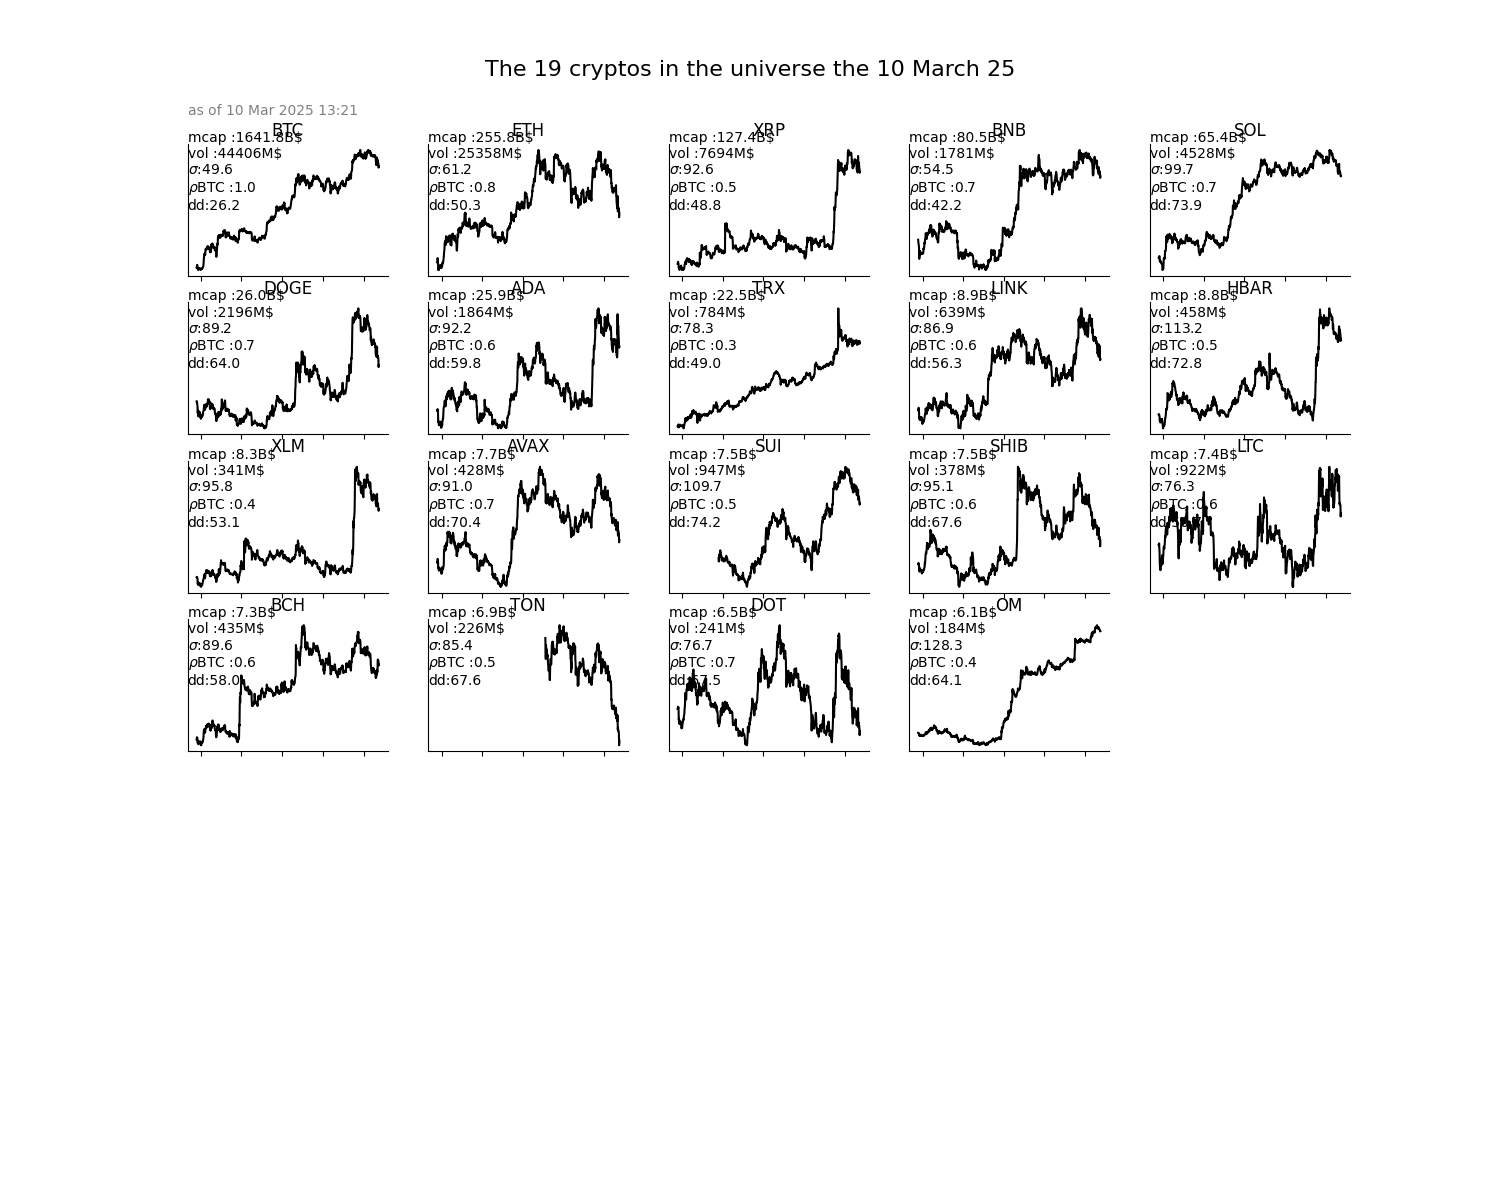 The 19 cryptos in the universe the 10 March 25
as of 10 Mar 2025 13:21
BTC
mcap :1641.8B$
vol :44406M$
σ:49.6
ρBTC :1.0
dd:26.2
ETH
mcap :255.8B$
vol :25358M$
σ:61.2
ρBTC :0.8
dd:50.3
XRP
mcap :127.4B$
vol :7694M$
σ:92.6
ρBTC :0.5
dd:48.8
BNB
mcap :80.5B$
vol :1781M$
σ:54.5
ρBTC :0.7
dd:42.2
SOL
mcap :65.4B$
vol :4528M$
σ:99.7
ρBTC :0.7
dd:73.9
DOGE
mcap :26.0B$
vol :2196M$
σ:89.2
ρBTC :0.7
dd:64.0
ADA
mcap :25.9B$
vol :1864M$
σ:92.2
ρBTC :0.6
dd:59.8
TRX
mcap :22.5B$
vol :784M$
σ:78.3
ρBTC :0.3
dd:49.0
LINK
mcap :8.9B$
vol :639M$
σ:86.9
ρBTC :0.6
dd:56.3
HBAR
mcap :8.8B$
vol :458M$
σ:113.2
ρBTC :0.5
dd:72.8
XLM
mcap :8.3B$
vol :341M$
σ:95.8
ρBTC :0.4
dd:53.1
AVAX
mcap :7.7B$
vol :428M$
σ:91.0
ρBTC :0.7
dd:70.4
SUI
mcap :7.5B$
vol :947M$
σ:109.7
ρBTC :0.5
dd:74.2
SHIB
mcap :7.5B$
vol :378M$
σ:95.1
ρBTC :0.6
dd:67.6
LTC
mcap :7.4B$
vol :922M$
σ:76.3
ρBTC :0.6
BCH
mcap :7.3B$
vol :435M$
σ:89.6
ρBTC :0.6
dd:58.0
TON
mcap :6.9B$
vol :226M$
σ:85.4
ρBTC :0.5
dd:67.6
DOT
mcap :6.5B$
vol :241M$
σ:76.7
ρBTC :0.7
dd:67.5
OM
mcap :6.1B$
vol :184M$
σ:128.3
ρBTC :0.4
dd:64.1